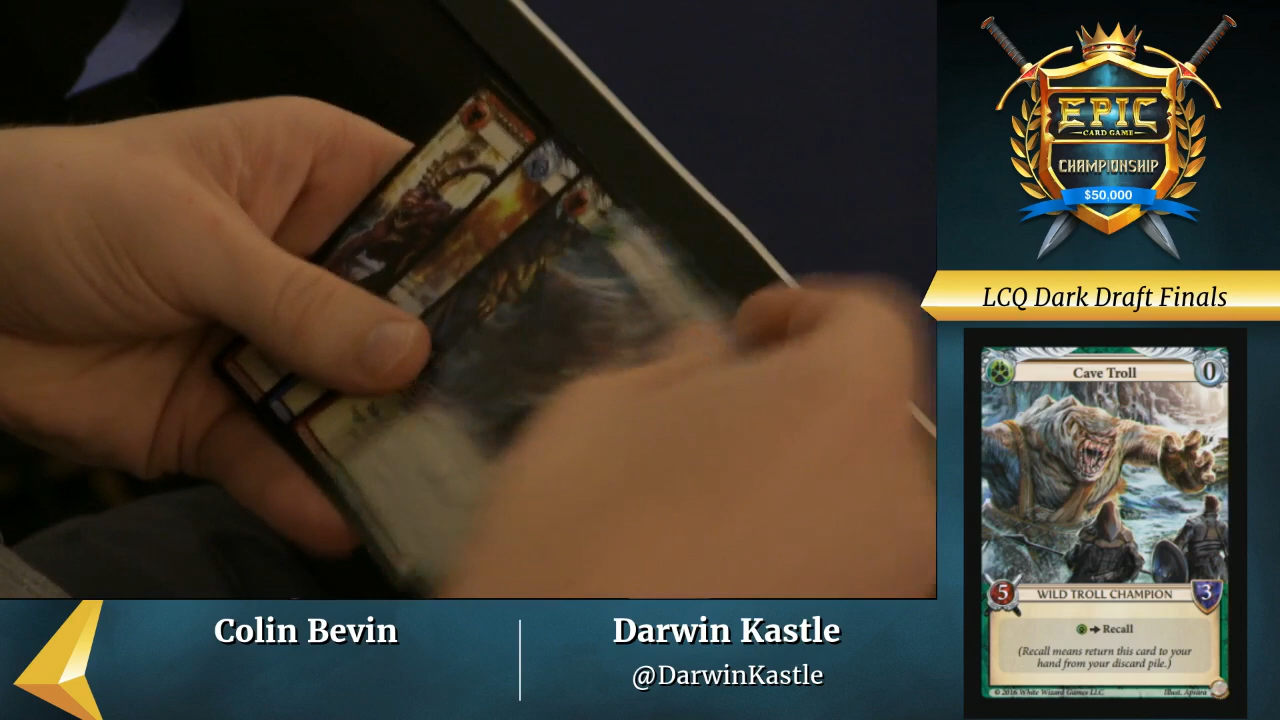 EPIC
CARD GAME
CHAMPIONSHIP
$50,000
LCQ Dark Draft Finals
Cave Troll
0
5
WILD TROLL CHAMPION
3
➔ Recall
(Recall means return this card to your
hand from your discard pile.)
© 2016 White Wizard Games LLC
Illust. Apriata
Colin Bevin
Darwin Kastle
@DarwinKastle